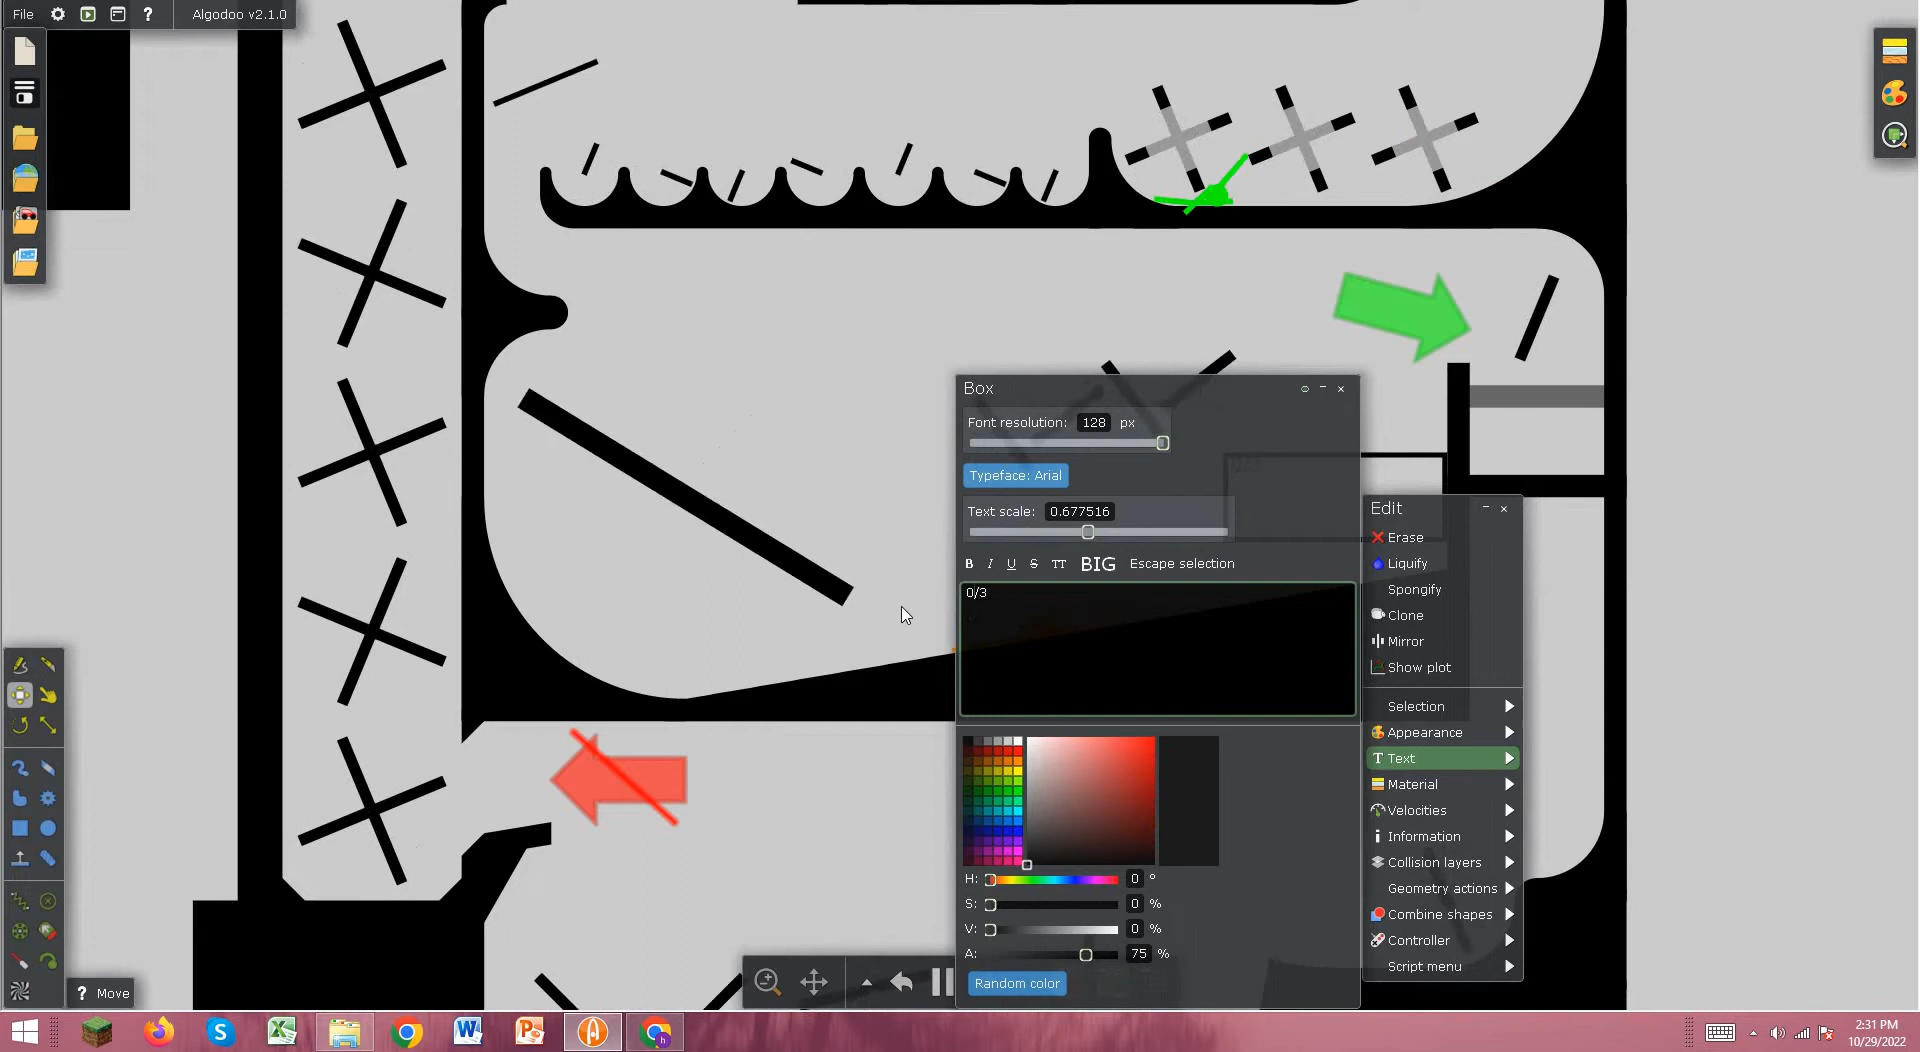 File ? Algodoo v2.1.0
Box
Font resolution: 128 px
Typeface: Arial
Text scale: 0.677516
B I U S TT BIG Escape selection
0/3
H: 0 °
S: 0 %
V: 0 %
A: 75 %
Random color
Edit
Erase
Liquify
Spongify
Clone
Mirror
Show plot
Selection
Appearance
T Text
Material
Velocities
Information
Collision layers
Geometry actions
Combine shapes
Controller
Script menu
? Move
2:31 PM
10/29/2022